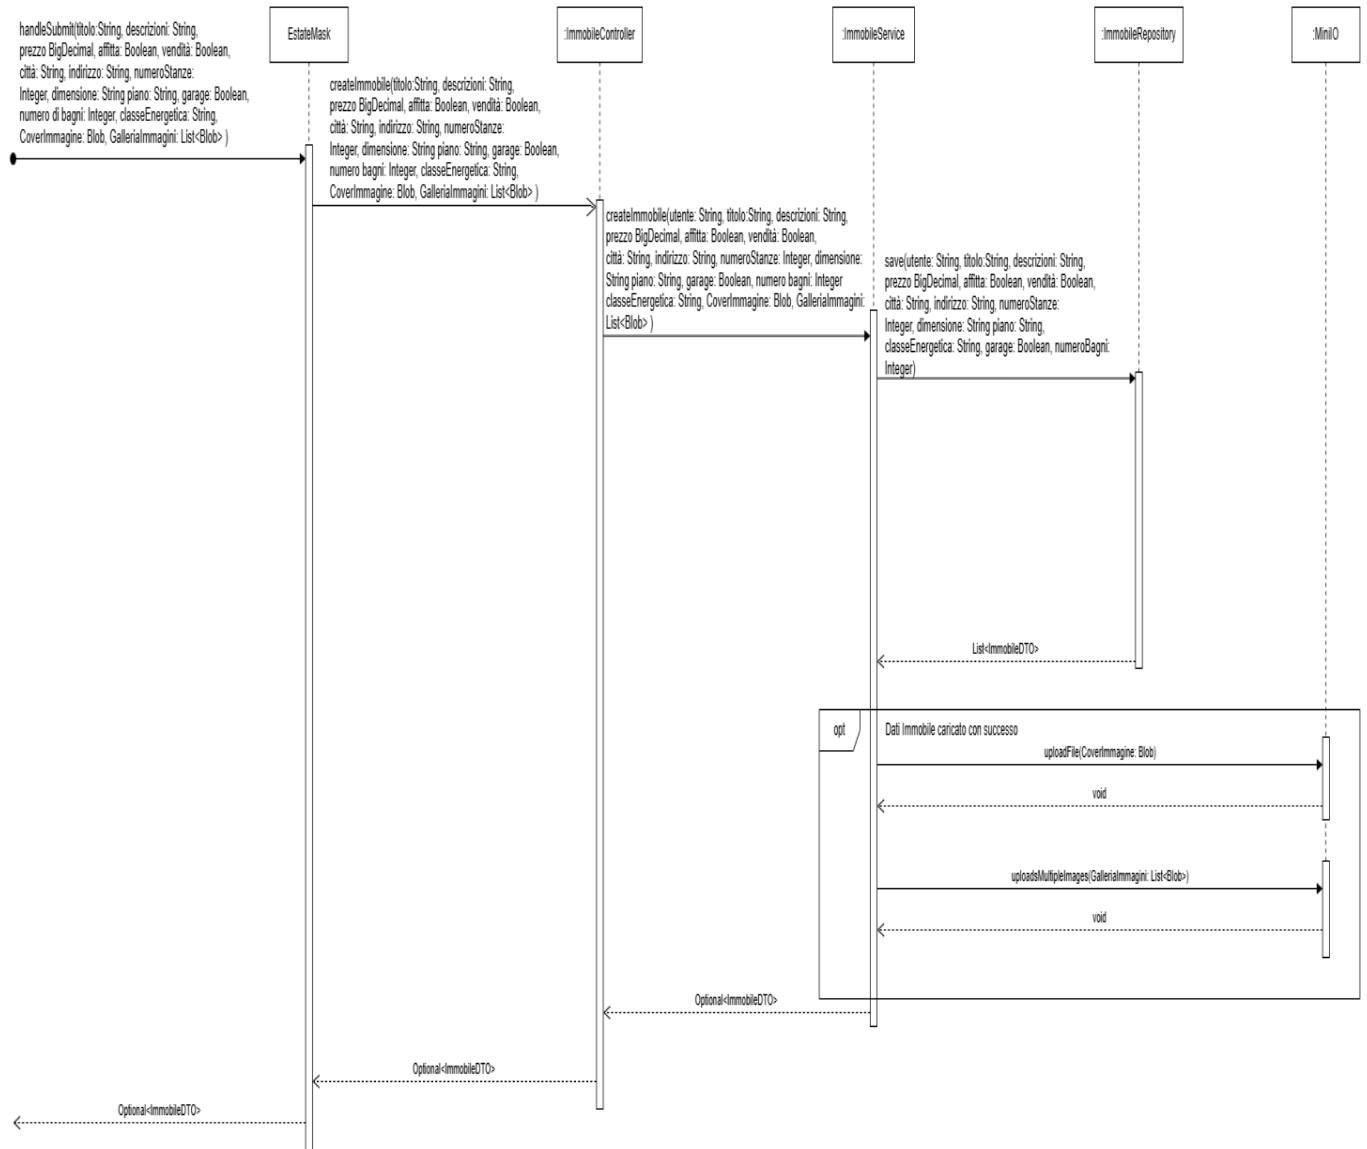 handleSubmit(titolo:String, descrizioni: String,
prezzo BigDecimal, affitta: Boolean, vendità: Boolean,
città: String, indirizzo: String, numeroStanze:
Integer, dimensione: String piano: String, garage: Boolean,
numero di bagni: Integer, classeEnergetica: String,
CoverImmagine: Blob, GalleriaImmagini: List<Blob> )
EstateMask
:ImmobileController
:ImmobileService
:ImmobileRepository
:MiniIO
createImmobile(titolo:String, descrizioni: String,
prezzo BigDecimal, affitta: Boolean, vendità: Boolean,
città: String, indirizzo: String, numeroStanze:
Integer, dimensione: String piano: String, garage: Boolean,
numero bagni: Integer, classeEnergetica: String,
CoverImmagine: Blob, GalleriaImmagini: List<Blob> )
createImmobile(utente: String, titolo:String, descrizioni: String,
prezzo BigDecimal, affitta: Boolean, vendità: Boolean,
città: String, indirizzo: String, numeroStanze: Integer, dimensione:
String piano: String, garage: Boolean, numero bagni: Integer
classeEnergetica: String, CoverImmagine: Blob, GalleriaImmagini:
List<Blob> )
save(utente: String, titolo:String, descrizioni: String,
prezzo BigDecimal, affitta: Boolean, vendità: Boolean,
città: String, indirizzo: String, numeroStanze:
Integer, dimensione: String piano: String,
classeEnergetica: String, garage: Boolean, numeroBagni:
Integer)
List<ImmobileDTO>
opt
Dati Immobile caricato con successo
uploadFile(CoverImmagine: Blob)
void
uploadsMultipleImages(GalleriaImmagini: List<Blob>)
void
Optional<ImmobileDTO>
Optional<ImmobileDTO>
Optional<ImmobileDTO>